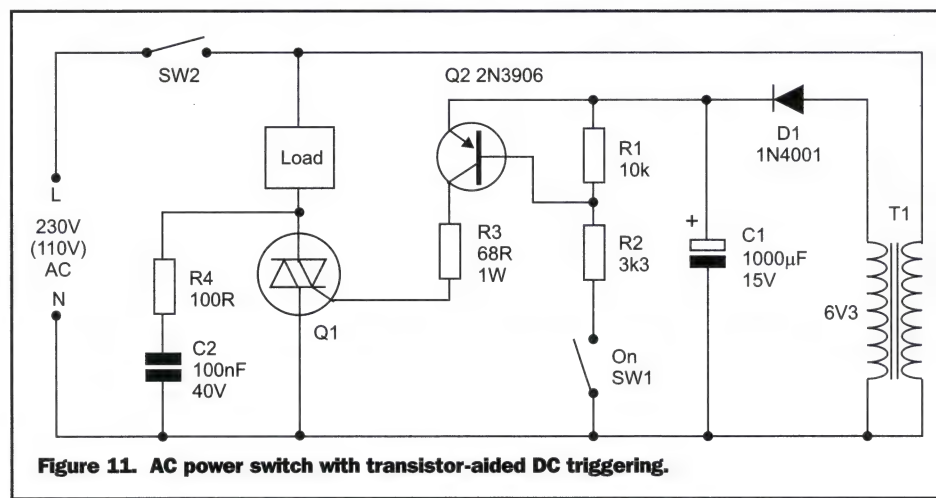 SW2
Q2 2N3906
Load
L
230V
(110V)
AC
N
R4
100R
C2
100nF
40V
Q1
R3
68R
1W
R1
10k
R2
3k3
On
SW1
+
C1
1000µF
15V
D1
1N4001
T1
6V3
Figure 11. AC power switch with transistor-aided DC triggering.